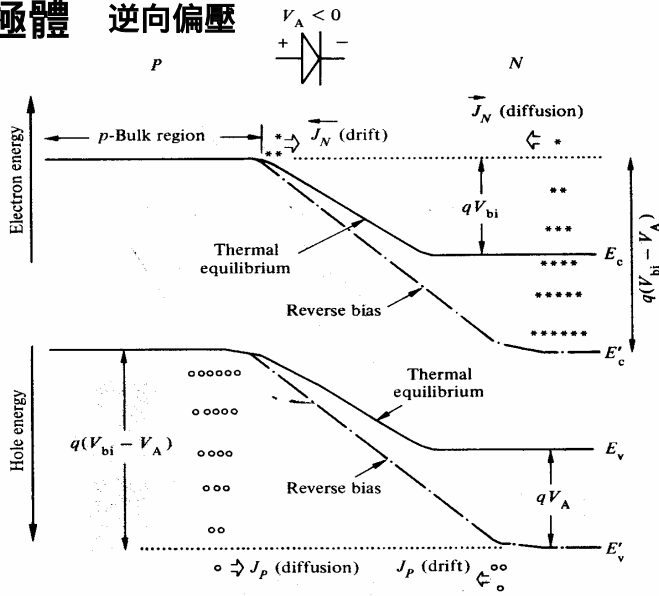 極體 逆向偏壓
V_A < 0
+ −
P
N
p-Bulk region
J_N (drift)
J_N (diffusion)
Electron energy
qV_bi
q(V_bi − V_A)
Thermal
equilibrium
E_c
Reverse bias
E'_c
Hole energy
q(V_bi − V_A)
Thermal
equilibrium
E_v
Reverse bias
qV_A
E'_v
J_P (diffusion)
J_P (drift)